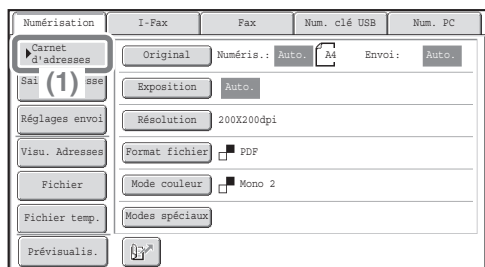 Numérisation I-Fax Fax Num. clé USB Num. PC
Carnet d'adresses
Original Numéris.: Auto. A4 Envoi: Auto.
(1)
Exposition Auto.
Réglages envoi
Résolution 200X200dpi
Visu. Adresses
Format fichier PDF
Fichier
Mode couleur Mono 2
Fichier temp.
Modes spéciaux
Prévisualis.